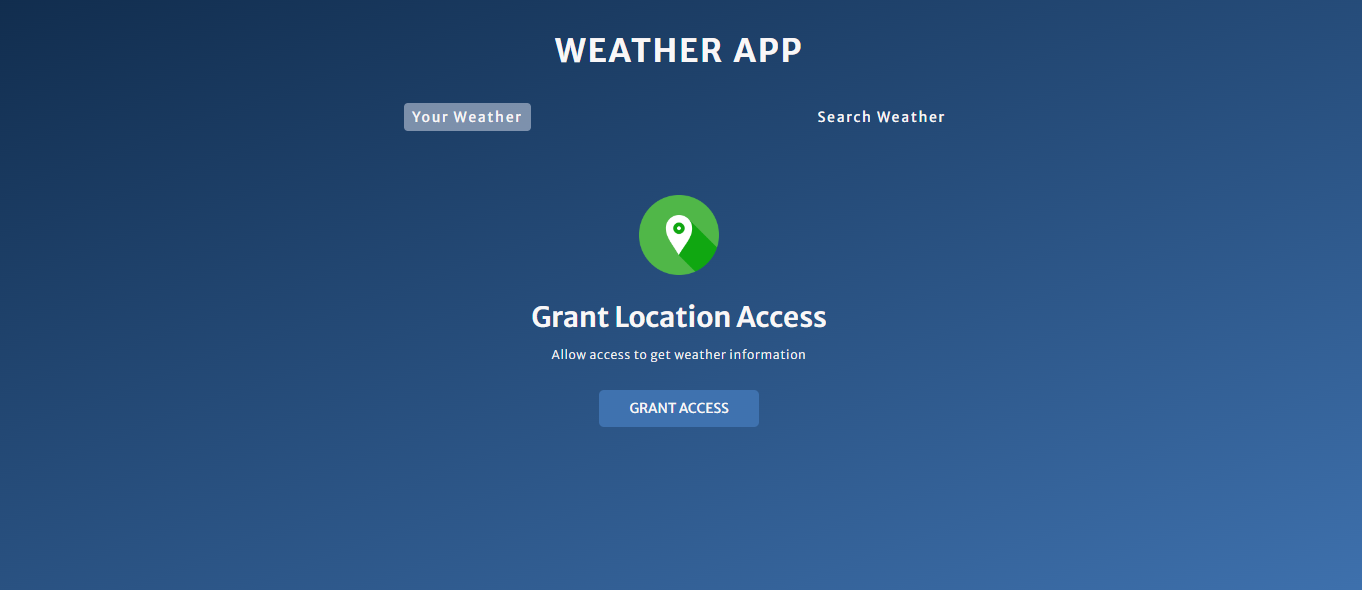 WEATHER APP
Your Weather
Search Weather
Grant Location Access
Allow access to get weather information
GRANT ACCESS